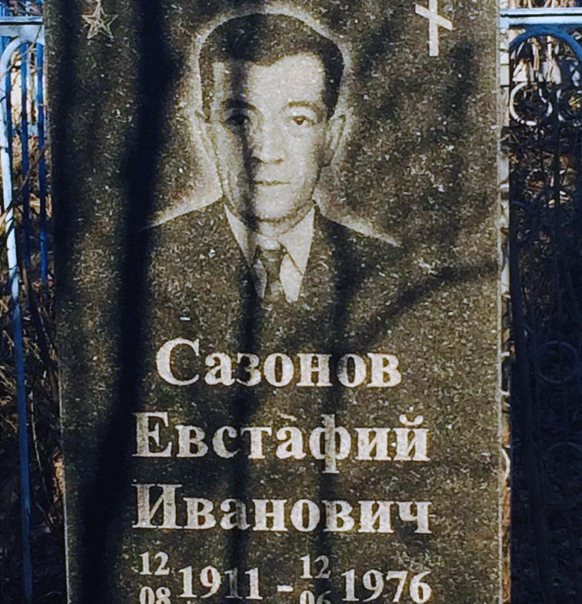 Сазонов
Евстафий
Иванович
12 08 1911 - 12 06 1976